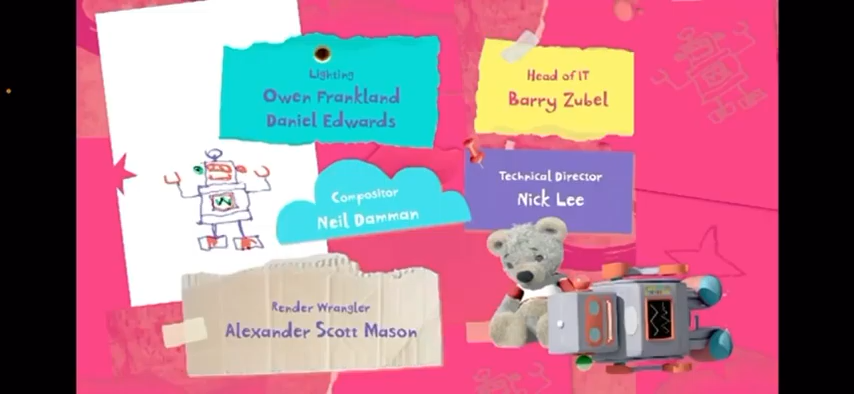 Lighting
Owen Frankland
Daniel Edwards
Head of IT
Barry Zubel
Compositor
Neil Damman
Technical Director
Nick Lee
Render Wrangler
Alexander Scott Mason